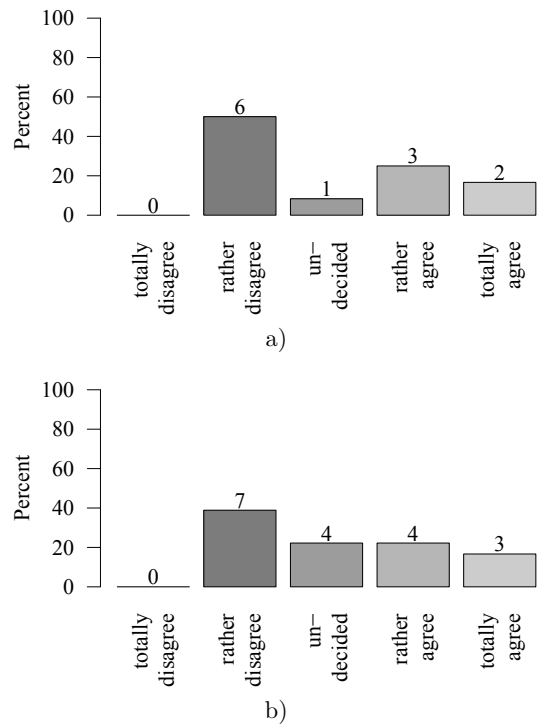 100
80
60
40
20
0
Percent
0
6
1
3
2
totally
disagree
rather
disagree
un−
decided
rather
agree
totally
agree
a)
100
80
60
40
20
0
Percent
0
7
4
4
3
totally
disagree
rather
disagree
un−
decided
rather
agree
totally
agree
b)